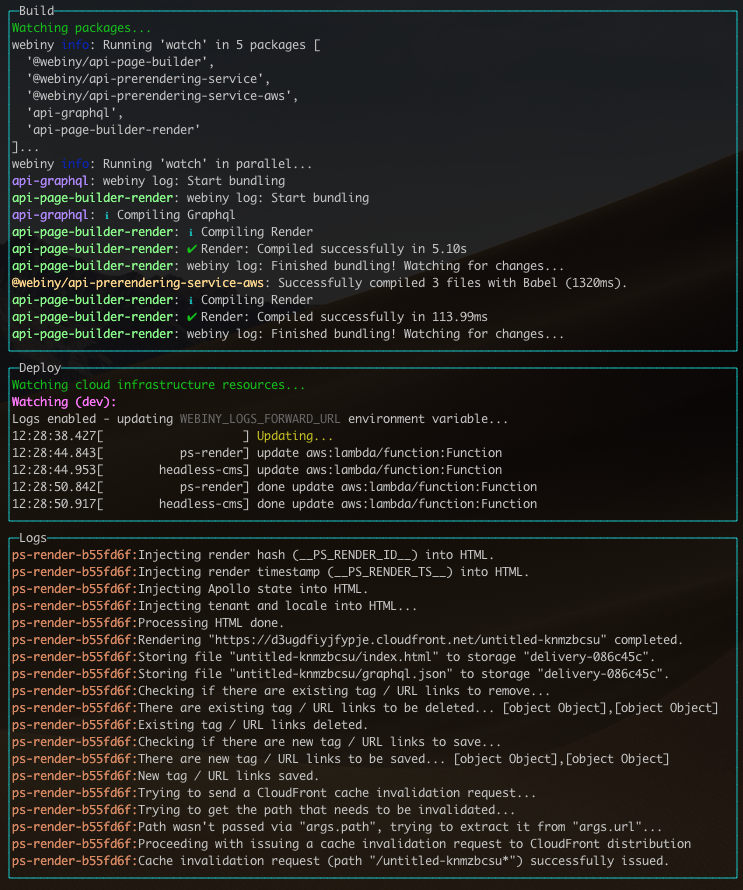 Build
Watching packages...
webiny info: Running 'watch' in 5 packages [
'@webiny/api-page-builder',
'@webiny/api-prerendering-service',
'@webiny/api-prerendering-service-aws',
'api-graphql',
'api-page-builder-render'
]...
webiny info: Running 'watch' in parallel...
api-graphql: webiny log: Start bundling
api-page-builder-render: webiny log: Start bundling
api-graphql: ℹ Compiling Graphql
api-page-builder-render: ℹ Compiling Render
api-page-builder-render: ✔ Render: Compiled successfully in 5.10s
api-page-builder-render: webiny log: Finished bundling! Watching for changes...
@webiny/api-prerendering-service-aws: Successfully compiled 3 files with Babel (1320ms).
api-page-builder-render: ℹ Compiling Render
api-page-builder-render: ✔ Render: Compiled successfully in 113.99ms
api-page-builder-render: webiny log: Finished bundling! Watching for changes...
Deploy
Watching cloud infrastructure resources...
Watching (dev):
Logs enabled - updating WEBINY_LOGS_FORWARD_URL environment variable...
12:28:38.427[                    ] Updating...
12:28:44.843[           ps-render] update aws:lambda/function:Function
12:28:44.953[        headless-cms] update aws:lambda/function:Function
12:28:50.842[           ps-render] done update aws:lambda/function:Function
12:28:50.917[        headless-cms] done update aws:lambda/function:Function
Logs
ps-render-b55fd6f:Injecting render hash (__PS_RENDER_ID__) into HTML.
ps-render-b55fd6f:Injecting render timestamp (__PS_RENDER_TS__) into HTML.
ps-render-b55fd6f:Injecting Apollo state into HTML.
ps-render-b55fd6f:Injecting tenant and locale into HTML...
ps-render-b55fd6f:Processing HTML done.
ps-render-b55fd6f:Rendering "https://d3ugdfiyjfypje.cloudfront.net/untitled-knmzbcsu" completed.
ps-render-b55fd6f:Storing file "untitled-knmzbcsu/index.html" to storage "delivery-086c45c".
ps-render-b55fd6f:Storing file "untitled-knmzbcsu/graphql.json" to storage "delivery-086c45c".
ps-render-b55fd6f:Checking if there are existing tag / URL links to remove...
ps-render-b55fd6f:There are existing tag / URL links to be deleted... [object Object],[object Object]
ps-render-b55fd6f:Existing tag / URL links deleted.
ps-render-b55fd6f:Checking if there are new tag / URL links to save...
ps-render-b55fd6f:There are new tag / URL links to be saved... [object Object],[object Object]
ps-render-b55fd6f:New tag / URL links saved.
ps-render-b55fd6f:Trying to send a CloudFront cache invalidation request...
ps-render-b55fd6f:Trying to get the path that needs to be invalidated...
ps-render-b55fd6f:Path wasn't passed via "args.path", trying to extract it from "args.url"...
ps-render-b55fd6f:Proceeding with issuing a cache invalidation request to CloudFront distribution
ps-render-b55fd6f:Cache invalidation request (path "/untitled-knmzbcsu*") successfully issued.